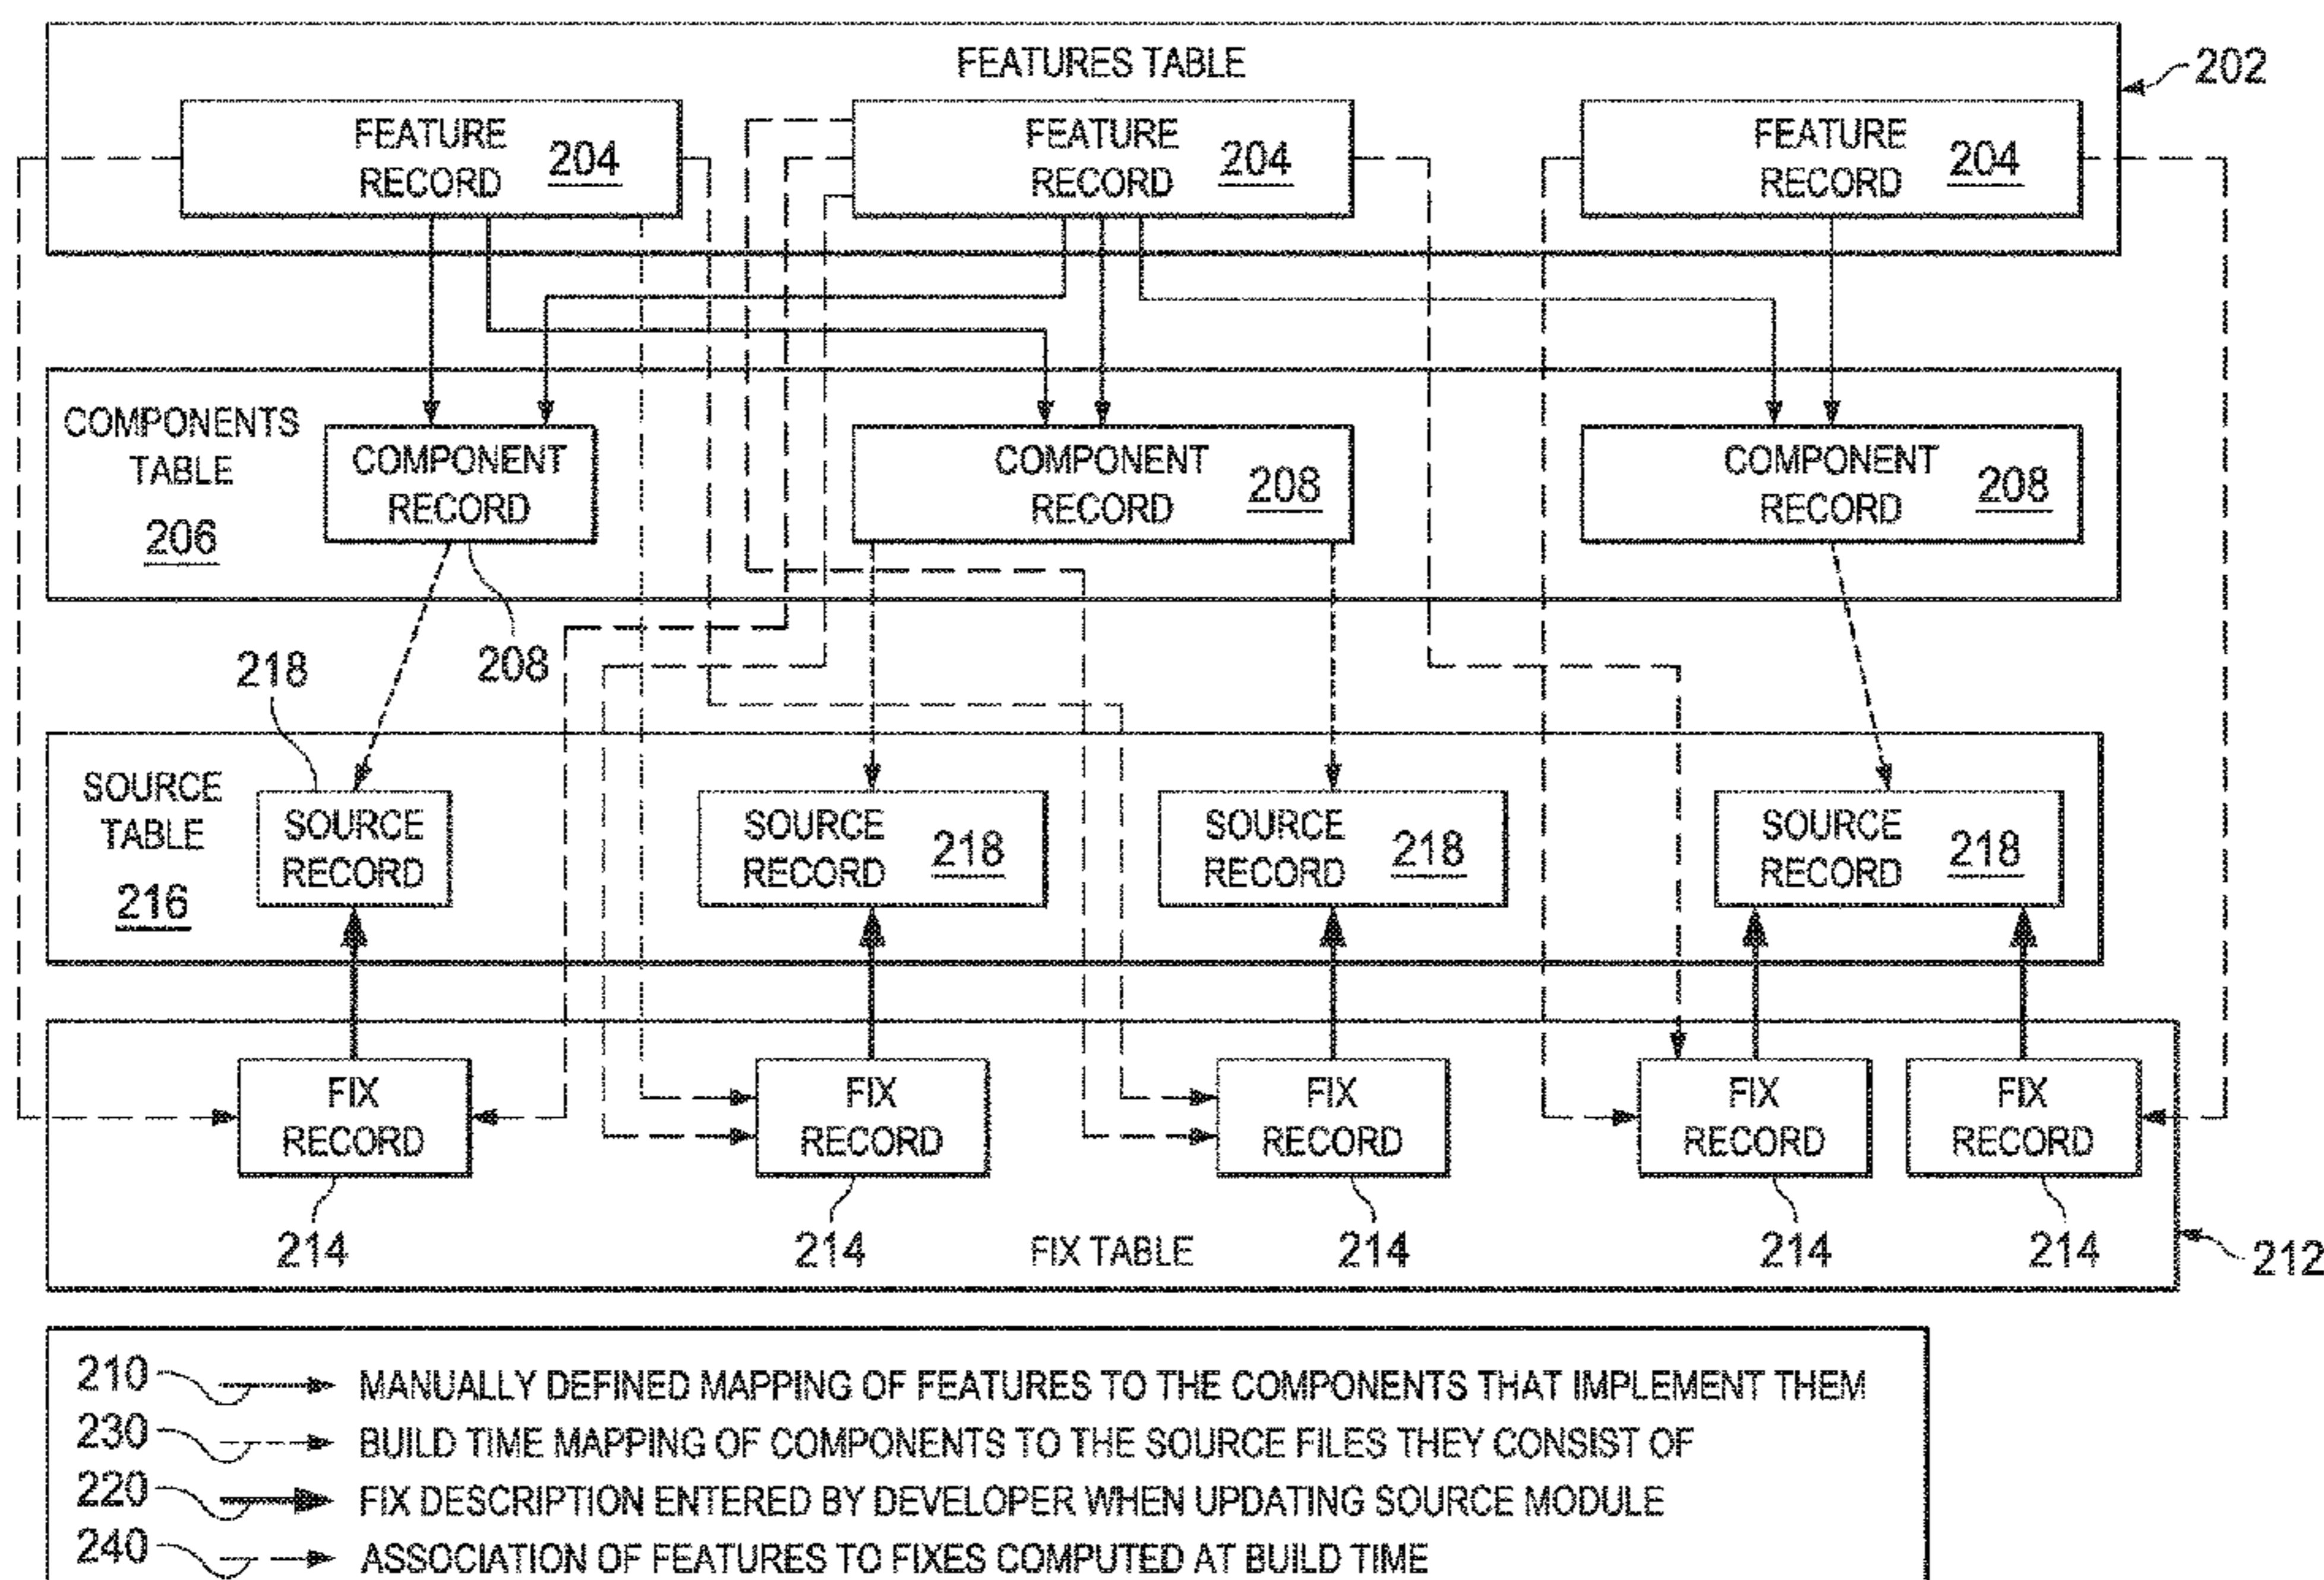 FEATURES TABLE
202
FEATURE
RECORD
204
FEATURE
RECORD
204
FEATURE
RECORD
204
COMPONENTS
TABLE
206
COMPONENT
RECORD
208
COMPONENT
RECORD
208
COMPONENT
RECORD
208
SOURCE
TABLE
216
218
SOURCE
RECORD
SOURCE
RECORD
218
SOURCE
RECORD
218
SOURCE
RECORD
218
FIX
RECORD
214
FIX
RECORD
214
FIX
RECORD
214
FIX
RECORD
214
FIX
RECORD
214
FIX TABLE
212
210 MANUALLY DEFINED MAPPING OF FEATURES TO THE COMPONENTS THAT IMPLEMENT THEM
230 BUILD TIME MAPPING OF COMPONENTS TO THE SOURCE FILES THEY CONSIST OF
220 FIX DESCRIPTION ENTERED BY DEVELOPER WHEN UPDATING SOURCE MODULE
240 ASSOCIATION OF FEATURES TO FIXES COMPUTED AT BUILD TIME